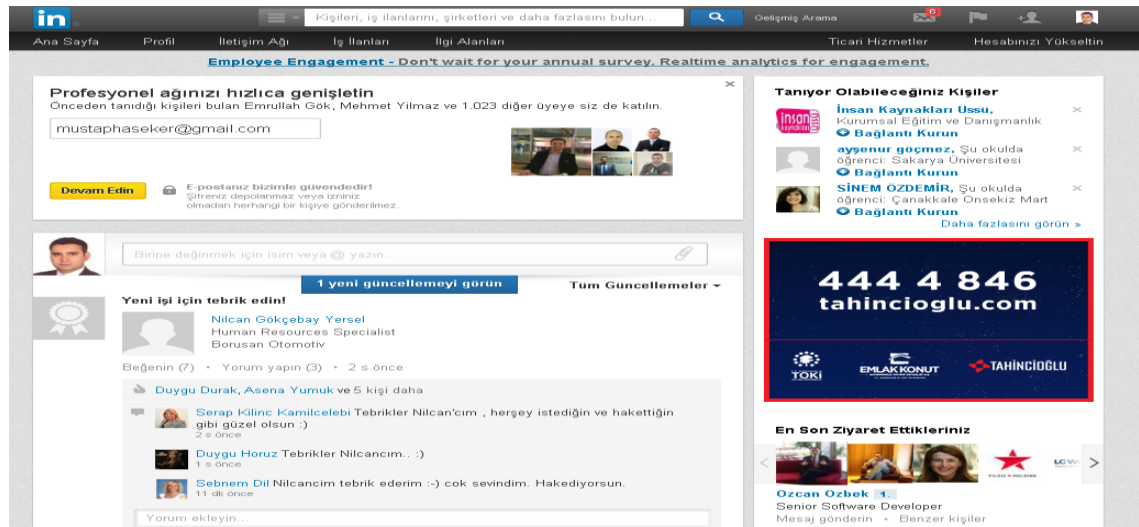 in
Kişileri, iş ilanlarını, şirketleri ve daha fazlasını bulun...
Gelişmiş Arama
6
Ana Sayfa Profil İletişim Ağı İş İlanları İlgi Alanları Ticari Hizmetler Hesabınızı Yükseltin
Employee Engagement - Don't wait for your annual survey. Realtime analytics for engagement.
Profesyonel ağınızı hızlıca genişletin
Önceden tanıdığı kişileri bulan Emrullah Gök, Mehmet Yilmaz ve 1.023 diğer üyeye siz de katılın.
mustaphaseker@gmail.com
Devam Edin
E-postanız bizimle güvendedir!
Şifreniz depolanmaz veya izniniz
olmadan herhangi bir kişiye gönderilmez.
Birine değinmek için isim veya @ yazın...
1 yeni güncellemeyi görün
Tüm Güncellemeler
Yeni işi için tebrik edin!
Nilcan Gökçebay Yersel
Human Resources Specialist
Borusan Otomotiv
Beğenin (7) • Yorum yapın (3) • 2 s önce
Duygu Durak, Asena Yumuk ve 5 kişi daha
Serap Kilinc Kamilcelebi Tebrikler Nilcan'cım , herşey istediğin ve hakettiğin
gibi güzel olsun :)
2 s önce
Duygu Horuz Tebrikler Nilcancım.. :)
1 s önce
Sebnem Dil Nilcancim tebrik ederim :-) cok sevindim. Hakediyorsun.
11 dk önce
Yorum ekleyin...
Tanıyor Olabileceğiniz Kişiler
insan
kaynakları
İnsan Kaynakları Üssü,
Kurumsal Eğitim ve Danışmanlık
Bağlantı Kurun
ayşenur göçmez, Şu okulda
öğrenci: Sakarya Üniversitesi
Bağlantı Kurun
SİNEM ÖZDEMİR, Şu okulda
öğrenci: Çanakkale Onsekiz Mart
Bağlantı Kurun
Daha fazlasını görün »
444 4 846
tahincioglu.com
TOKİ
EMLAK KONUT
TAHİNCİOĞLU
En Son Ziyaret Ettikleriniz
YILDIZ HOLDING
LC W
Ozcan Ozbek 1.
Senior Software Developer
Mesaj gönderin • Benzer kişiler